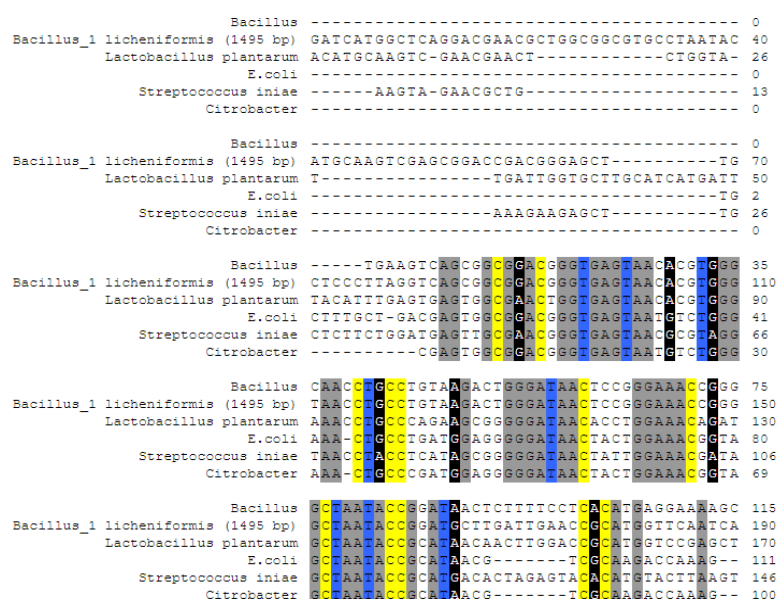 Bacillus ---------------------------------------- 0
Bacillus_1 licheniformis (1495 bp) GATCATGGCTCAGGACGAACGCTGGCGGCGTGCCTAATAC 40
Lactobacillus plantarum ACATGCAAGTC-GAACGAACT------------CTGGTA- 26
E.coli ---------------------------------------- 0
Streptococcus iniae ------AAGTA-GAACGCTG-------------------- 13
Citrobacter ---------------------------------------- 0
Bacillus ---------------------------------------- 0
Bacillus_1 licheniformis (1495 bp) ATGCAAGTCGAGCGGACCGACGGGAGCT----------TG 70
Lactobacillus plantarum T----------------TGATTGGTGCTTGCATCATGATT 50
E.coli --------------------------------------TG 2
Streptococcus iniae -----------------AAAGAAGAGCT----------TG 26
Citrobacter ---------------------------------------- 0
Bacillus -----TGAAGTCAGCGGCGGACGGGTGAGTAACACGTGGG 35
Bacillus_1 licheniformis (1495 bp) CTCCCTTAGGTCAGCGGCGGACGGGTGAGTAACACGTGGG 110
Lactobacillus plantarum TACATTTGAGTGAGTGGCGAACTGGTGAGTAACACGTGGG 90
E.coli CTTTGCT-GACGAGTGGCGGACGGGTGAGTAATGTCTGGG 41
Streptococcus iniae CTCTTCTGGATGAGTTGCGAACGGGTGAGTAACGCGTAGG 66
Citrobacter ----------CGAGTGGCGGACGGGTGAGTAATGTCTGGG 30
Bacillus CAACCTGCCTGTAAGACTGGGATAACTCCGGGAAACCGGG 75
Bacillus_1 licheniformis (1495 bp) TAACCTGCCTGTAAGACTGGGATAACTCCGGGAAACCGGG 150
Lactobacillus plantarum AAACCTGCCCAGAAGCGGGGGATAACACCTGGAAACAGAT 130
E.coli AAA-CTGCCTGATGGAGGGGGATAACTACTGGAAACGGTA 80
Streptococcus iniae TAACCTACCTCATAGCGGGGGATAACTATTGGAAACGATA 106
Citrobacter AAA-CTGCCCGATGGAGGGGGATAACTACTGGAAACGGTA 69
Bacillus GCTAATACCGGATAACTCTTTTCCTCACATGAGGAAAAGC 115
Bacillus_1 licheniformis (1495 bp) GCTAATACCGGATGCTTGATTGAACCGCATGGTTCAATCA 190
Lactobacillus plantarum GCTAATACCGCATAACAACTTGGACCGCATGGTCCGAGCT 170
E.coli GCTAATACCGCATAACG-------TCGCAAGACCAAAG-- 111
Streptococcus iniae GCTAATACCGCATGACACTAGAGTACACATGTACTTAAGT 146
Citrobacter GCTAATACCGCATAACG-------TCGCAAGACCAAAG-- 100